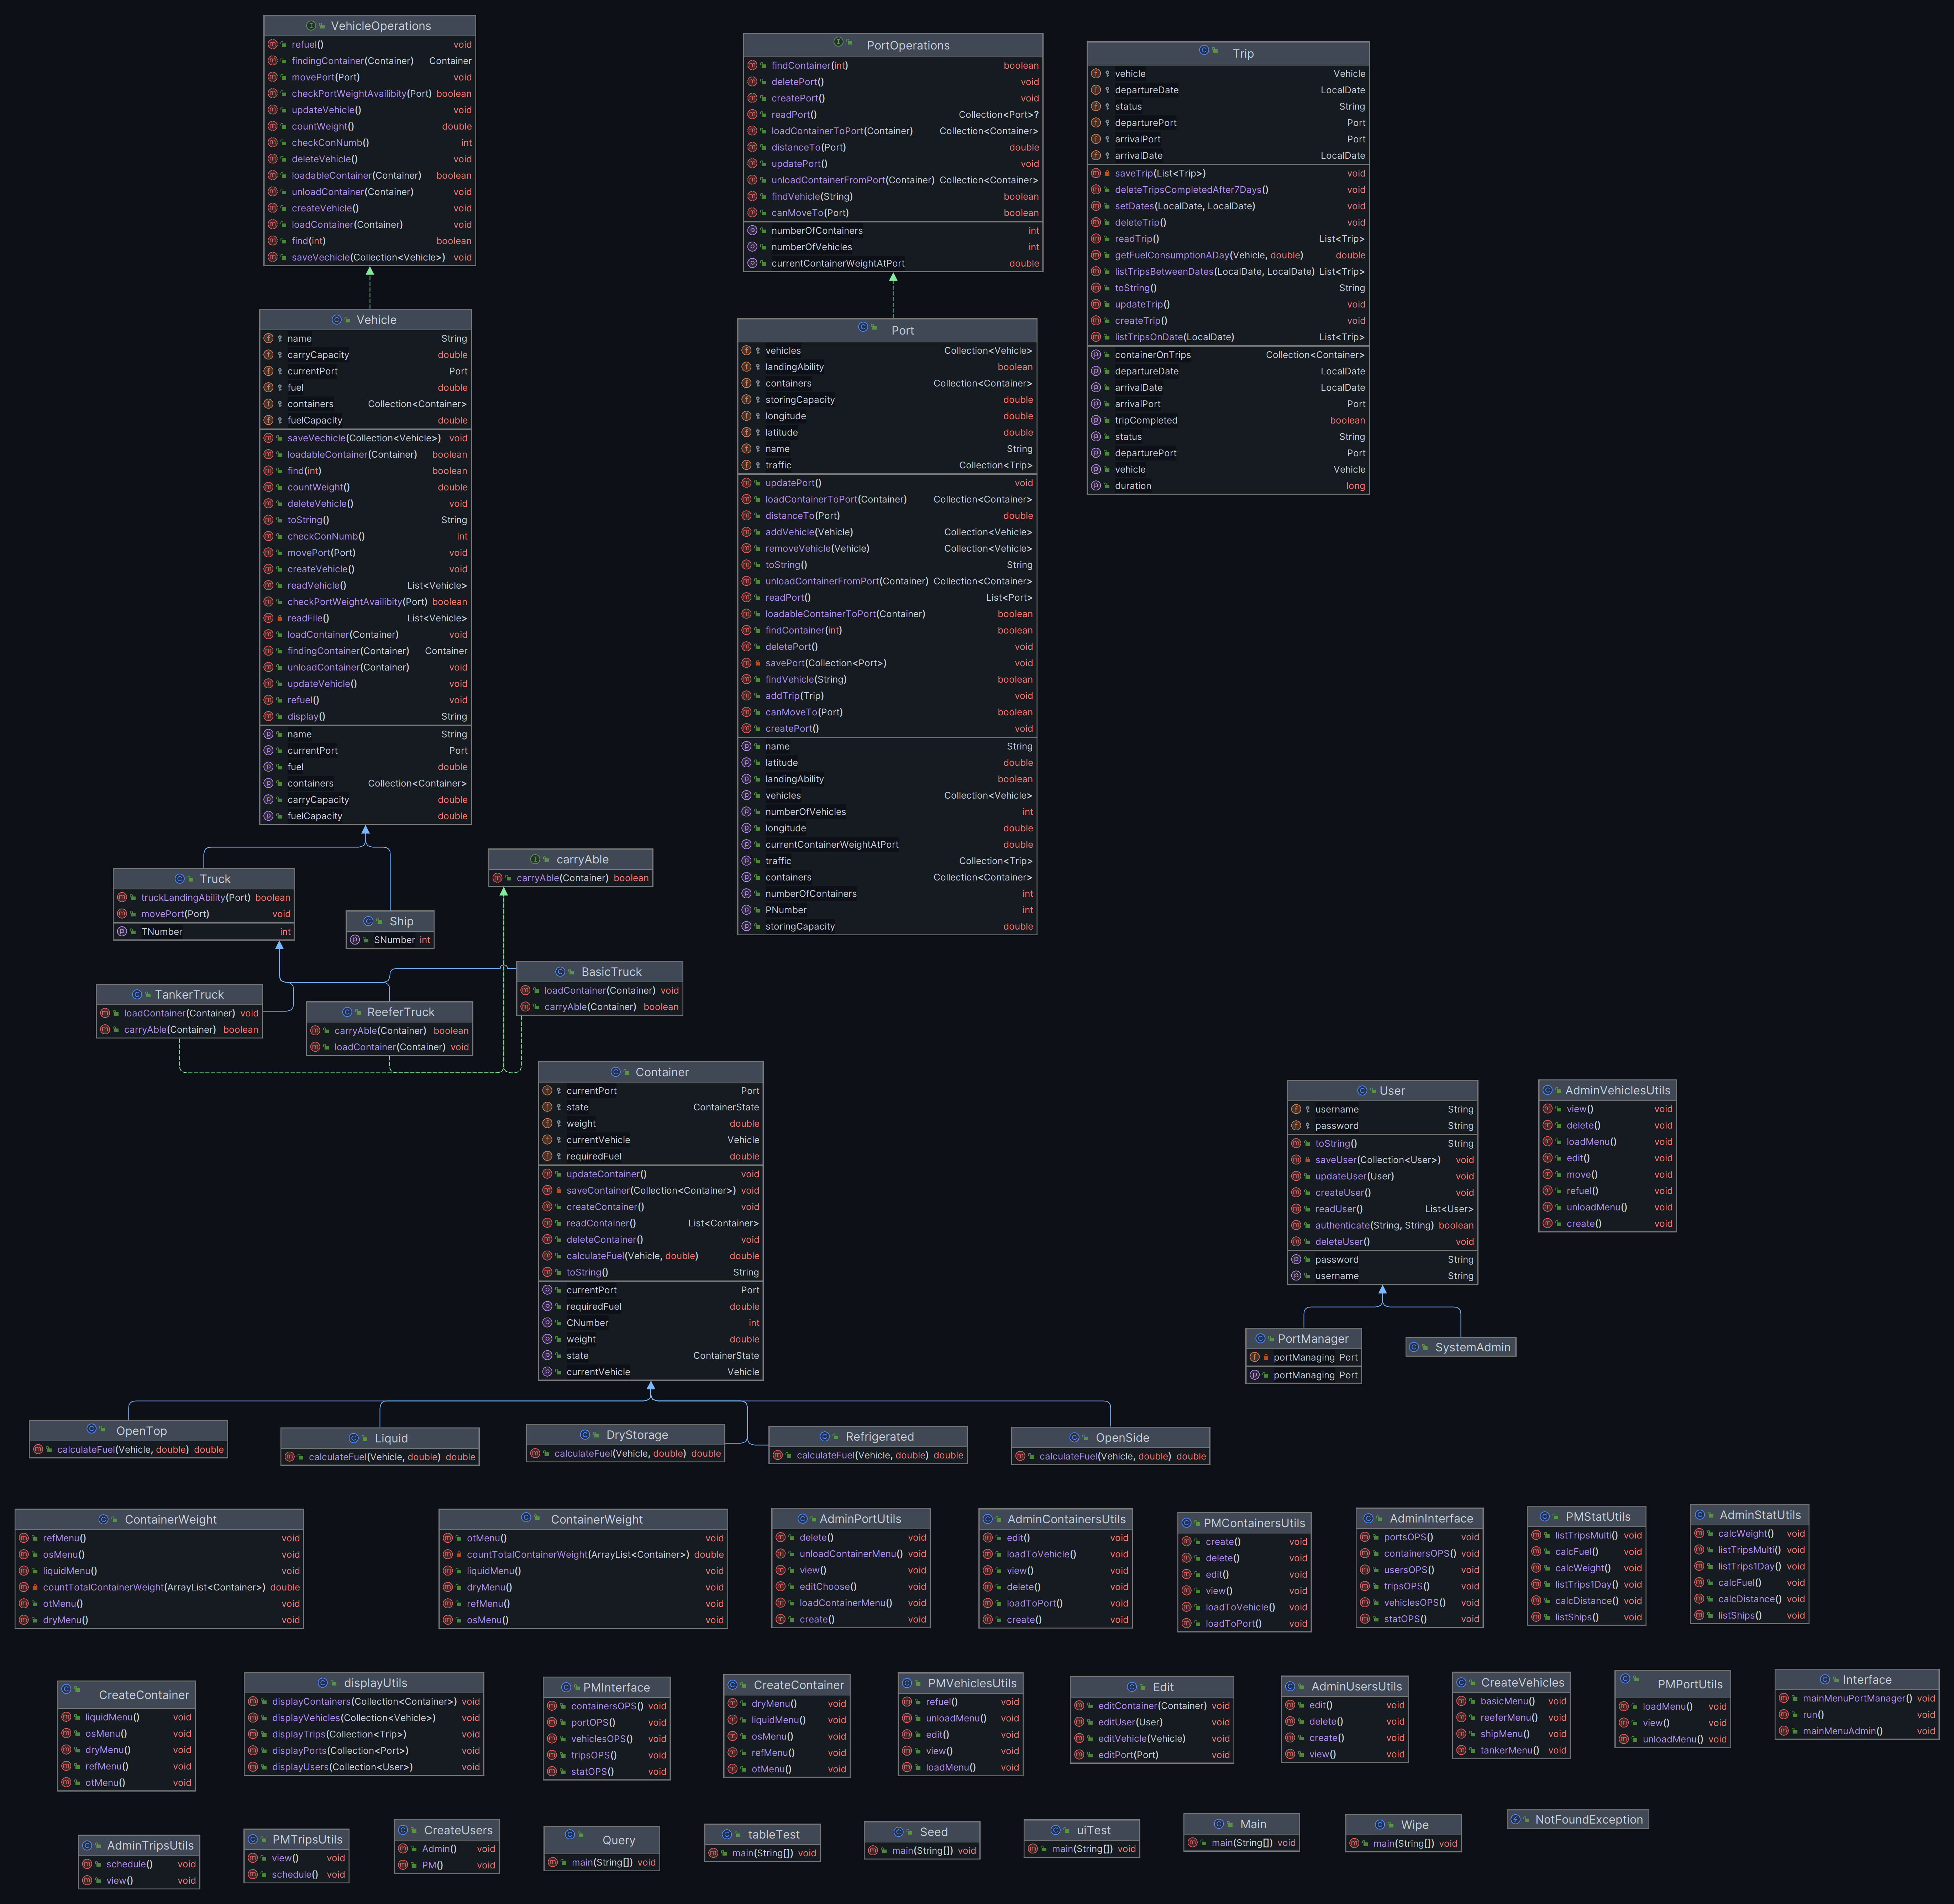 VehicleOperations
refuel() void
findingContainer(Container) Container
movePort(Port) void
checkPortWeightAvailibity(Port) boolean
updateVehicle() void
countWeight() double
checkConNumb() int
deleteVehicle() void
loadableContainer(Container) boolean
unloadContainer(Container) void
createVehicle() void
loadContainer(Container) void
find(int) boolean
saveVechicle(Collection<Vehicle>) void
PortOperations
findContainer(int) boolean
deletePort() void
createPort() void
readPort() Collection<Port>?
loadContainerToPort(Container) Collection<Container>
distanceTo(Port) double
updatePort() void
unloadContainerFromPort(Container) Collection<Container>
findVehicle(String) boolean
canMoveTo(Port) boolean
numberOfContainers int
numberOfVehicles int
currentContainerWeightAtPort double
Trip
vehicle Vehicle
departureDate LocalDate
status String
departurePort Port
arrivalPort Port
arrivalDate LocalDate
saveTrip(List<Trip>) void
deleteTripsCompletedAfter7Days() void
setDates(LocalDate, LocalDate) void
deleteTrip() void
readTrip() List<Trip>
getFuelConsumptionADay(Vehicle, double) double
listTripsBetweenDates(LocalDate, LocalDate) List<Trip>
toString() String
updateTrip() void
createTrip() void
listTripsOnDate(LocalDate) List<Trip>
containerOnTrips Collection<Container>
departureDate LocalDate
arrivalDate LocalDate
arrivalPort Port
tripCompleted boolean
status String
departurePort Port
vehicle Vehicle
duration long
Vehicle
name String
carryCapacity double
currentPort Port
fuel double
containers Collection<Container>
fuelCapacity double
saveVechicle(Collection<Vehicle>) void
loadableContainer(Container) boolean
find(int) boolean
countWeight() double
deleteVehicle() void
toString() String
checkConNumb() int
movePort(Port) void
createVehicle() void
readVehicle() List<Vehicle>
checkPortWeightAvailibity(Port) boolean
readFile() List<Vehicle>
loadContainer(Container) void
findingContainer(Container) Container
unloadContainer(Container) void
updateVehicle() void
refuel() void
display() String
name String
currentPort Port
fuel double
containers Collection<Container>
carryCapacity double
fuelCapacity double
Port
vehicles Collection<Vehicle>
landingAbility boolean
containers Collection<Container>
storingCapacity double
longitude double
latitude double
name String
traffic Collection<Trip>
updatePort() void
loadContainerToPort(Container) Collection<Container>
distanceTo(Port) double
addVehicle(Vehicle) Collection<Vehicle>
removeVehicle(Vehicle) Collection<Vehicle>
toString() String
unloadContainerFromPort(Container) Collection<Container>
readPort() List<Port>
loadableContainerToPort(Container) boolean
findContainer(int) boolean
deletePort() void
savePort(Collection<Port>) void
findVehicle(String) boolean
addTrip(Trip) void
canMoveTo(Port) boolean
createPort() void
name String
latitude double
landingAbility boolean
vehicles Collection<Vehicle>
numberOfVehicles int
longitude double
currentContainerWeightAtPort double
traffic Collection<Trip>
containers Collection<Container>
numberOfContainers int
PNumber int
storingCapacity double
Truck
truckLandingAbility(Port) boolean
movePort(Port) void
TNumber int
Ship
SNumber int
carryAble
carryAble(Container) boolean
TankerTruck
loadContainer(Container) void
carryAble(Container) boolean
ReeferTruck
carryAble(Container) boolean
loadContainer(Container) void
BasicTruck
loadContainer(Container) void
carryAble(Container) boolean
Container
currentPort Port
state ContainerState
weight double
currentVehicle Vehicle
requiredFuel double
updateContainer() void
saveContainer(Collection<Container>) void
createContainer() void
readContainer() List<Container>
deleteContainer() void
calculateFuel(Vehicle, double) double
toString() String
currentPort Port
requiredFuel double
CNumber int
weight double
state ContainerState
currentVehicle Vehicle
User
username String
password String
toString() String
saveUser(Collection<User>) void
updateUser(User) void
createUser() void
readUser() List<User>
authenticate(String, String) boolean
deleteUser() void
password String
username String
AdminVehiclesUtils
view() void
delete() void
loadMenu() void
edit() void
move() void
refuel() void
unloadMenu() void
create() void
PortManager
portManaging Port
portManaging Port
SystemAdmin
OpenTop
calculateFuel(Vehicle, double) double
Liquid
calculateFuel(Vehicle, double) double
DryStorage
calculateFuel(Vehicle, double) double
Refrigerated
calculateFuel(Vehicle, double) double
OpenSide
calculateFuel(Vehicle, double) double
ContainerWeight
refMenu() void
osMenu() void
liquidMenu() void
countTotalContainerWeight(ArrayList<Container>) double
otMenu() void
dryMenu() void
ContainerWeight
otMenu() void
countTotalContainerWeight(ArrayList<Container>) double
liquidMenu() void
dryMenu() void
refMenu() void
osMenu() void
AdminPortUtils
delete() void
unloadContainerMenu() void
view() void
editChoose() void
loadContainerMenu() void
create() void
AdminContainersUtils
edit() void
loadToVehicle() void
view() void
delete() void
loadToPort() void
create() void
PMContainersUtils
create() void
delete() void
edit() void
view() void
loadToVehicle() void
loadToPort() void
AdminInterface
portsOPS() void
containersOPS() void
usersOPS() void
tripsOPS() void
vehiclesOPS() void
statOPS() void
PMStatUtils
listTripsMulti() void
calcFuel() void
calcWeight() void
listTrips1Day() void
calcDistance() void
listShips() void
AdminStatUtils
calcWeight() void
listTripsMulti() void
listTrips1Day() void
calcFuel() void
calcDistance() void
listShips() void
CreateContainer
liquidMenu() void
osMenu() void
dryMenu() void
refMenu() void
otMenu() void
displayUtils
displayContainers(Collection<Container>) void
displayVehicles(Collection<Vehicle>) void
displayTrips(Collection<Trip>) void
displayPorts(Collection<Port>) void
displayUsers(Collection<User>) void
PMInterface
containersOPS() void
portOPS() void
vehiclesOPS() void
tripsOPS() void
statOPS() void
CreateContainer
dryMenu() void
liquidMenu() void
osMenu() void
refMenu() void
otMenu() void
PMVehiclesUtils
refuel() void
unloadMenu() void
edit() void
view() void
loadMenu() void
Edit
editContainer(Container) void
editUser(User) void
editVehicle(Vehicle) void
editPort(Port) void
AdminUsersUtils
edit() void
delete() void
create() void
view() void
CreateVehicles
basicMenu() void
reeferMenu() void
shipMenu() void
tankerMenu() void
PMPortUtils
loadMenu() void
view() void
unloadMenu() void
Interface
mainMenuPortManager() void
run() void
mainMenuAdmin() void
AdminTripsUtils
schedule() void
view() void
PMTripsUtils
view() void
schedule() void
CreateUsers
Admin() void
PM() void
Query
main(String[]) void
tableTest
main(String[]) void
Seed
main(String[]) void
uiTest
main(String[]) void
Main
main(String[]) void
Wipe
main(String[]) void
NotFoundException